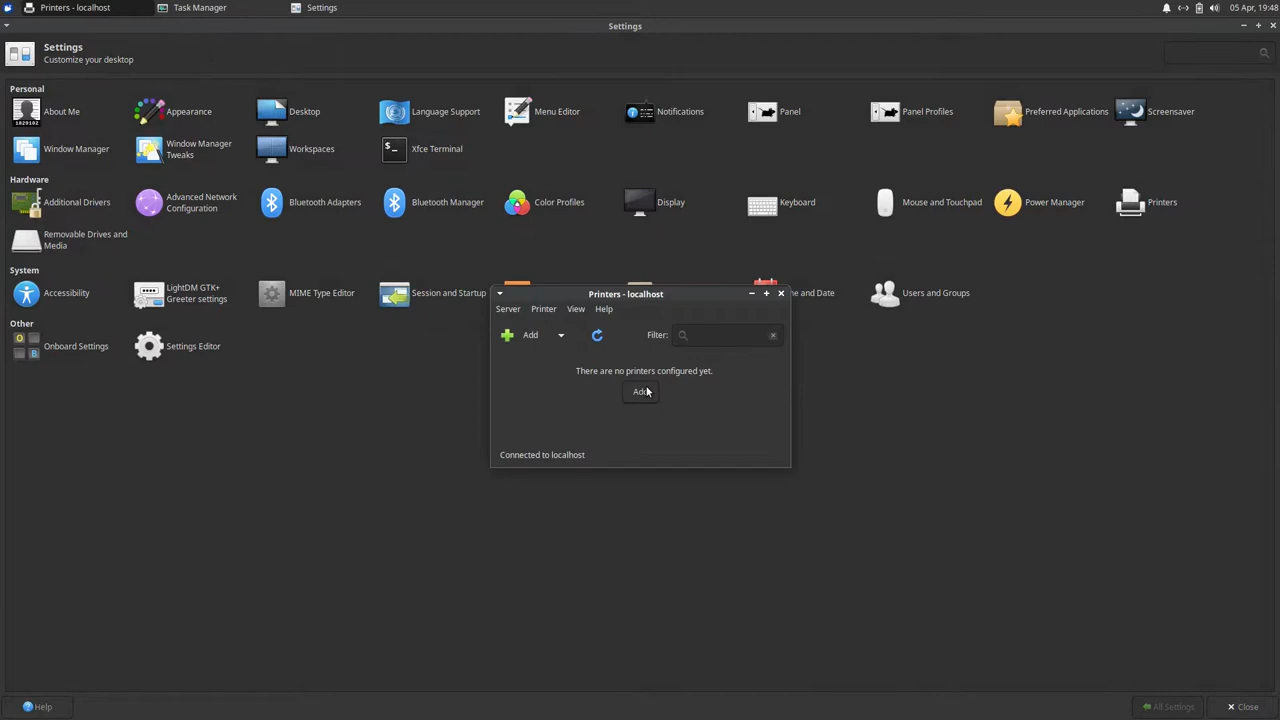 Printers - localhost
Task Manager
Settings
05 Apr, 19:48
Settings
Settings
Customize your desktop
Personal
About Me
Appearance
Desktop
Language Support
Menu Editor
Notifications
Panel
Panel Profiles
Preferred Applications
Screensaver
Window Manager
Window Manager
Tweaks
Workspaces
Xfce Terminal
Hardware
Additional Drivers
Advanced Network
Configuration
Bluetooth Adapters
Bluetooth Manager
Color Profiles
Display
Keyboard
Mouse and Touchpad
Power Manager
Printers
Removable Drives and
Media
System
Accessibility
LightDM GTK+
Greeter settings
MIME Type Editor
Session and Startup
and Date
Users and Groups
Other
Onboard Settings
Settings Editor
Printers - localhost
Server Printer View Help
Add
Filter:
There are no printers configured yet.
Add
Connected to localhost
Help
All Settings
Close